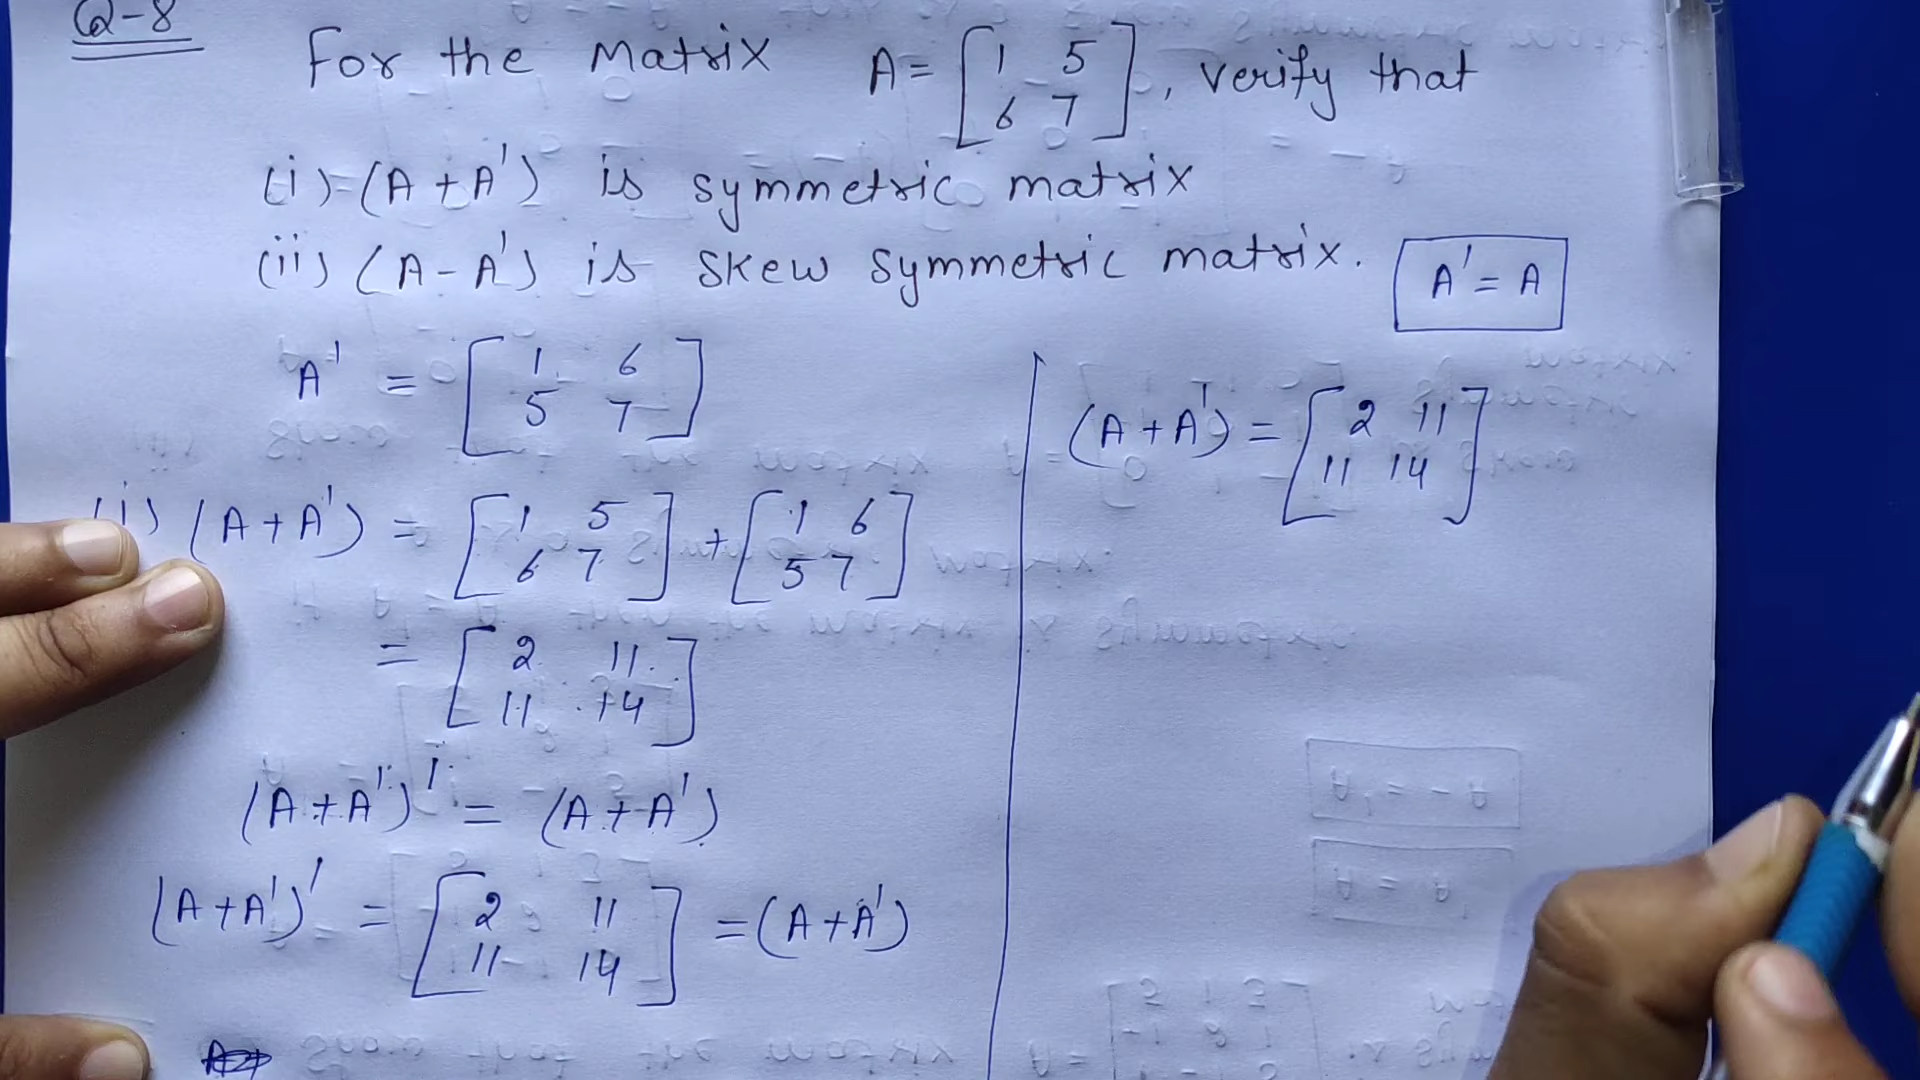 Q-8
For the Matrix A = [ 1 5
6 7 ], verify that
(i) (A + A') is symmetric matrix
(ii) (A - A') is skew symmetric matrix.
A' = A
A' = [ 1 6
5 7 ]
(i) (A + A') = [ 1 5
6 7 ] + [ 1 6
5 7 ]
= [ 2 11
11 14 ]
(A + A')' = (A + A')
(A + A')' = [ 2 11
11 14 ] = (A + A')
(A + A') = [ 2 11
11 14 ]